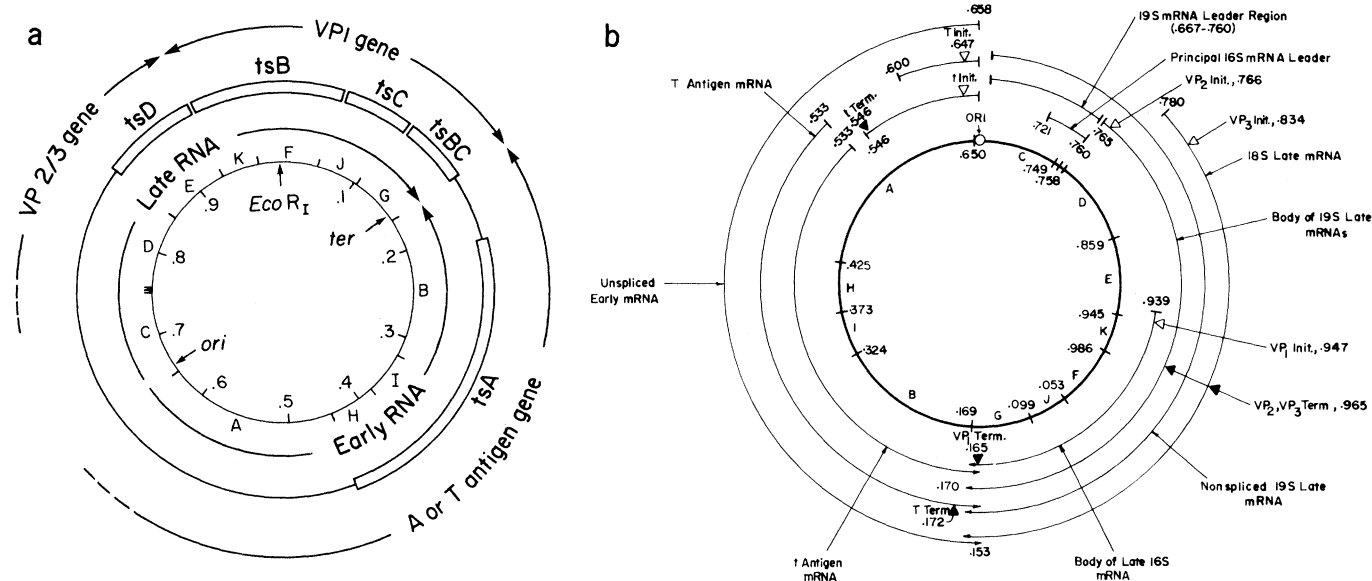 a
VP1 gene
tsB
tsC
tsD
tsBC
VP 2/3 gene
Late RNA
K
F
J
E
G
.9
.1
Eco RI
ter
D
.8
.2
B
C
.7
.3
ori
I
.6
.4
H
A
.5
tsA
Early RNA
A or T antigen gene
b
.658
T Init.
.647
.600
t Init.
T Antigen mRNA
.533
t Term.
.546
.533
.546
ORI
.650
19S mRNA Leader Region
(.667-.760)
Principal 16S mRNA Leader
VP2 Init., .766
.780
VP3 Init., .834
18S Late mRNA
.721
.765
.760
C
.749
.758
A
D
Body of 19S Late
mRNAs
.859
.425
Unspliced
Early mRNA
H
E
.939
.373
.945
I
K
VP1 Init., .947
.324
.986
F
B
.053
J
.099
G
.169
VP2, VP3 Term., .965
VP1 Term.
.165
.170
Nonspliced 19S Late
mRNA
T Term.
.172
.153
t Antigen
mRNA
Body of Late 16S
mRNA